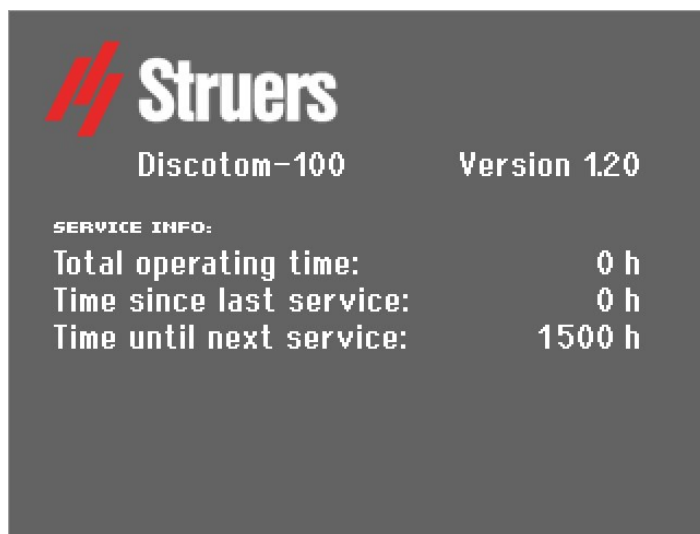 Struers
Discotom-100 Version 1.20
SERVICE INFO:
Total operating time: 0 h
Time since last service: 0 h
Time until next service: 1500 h